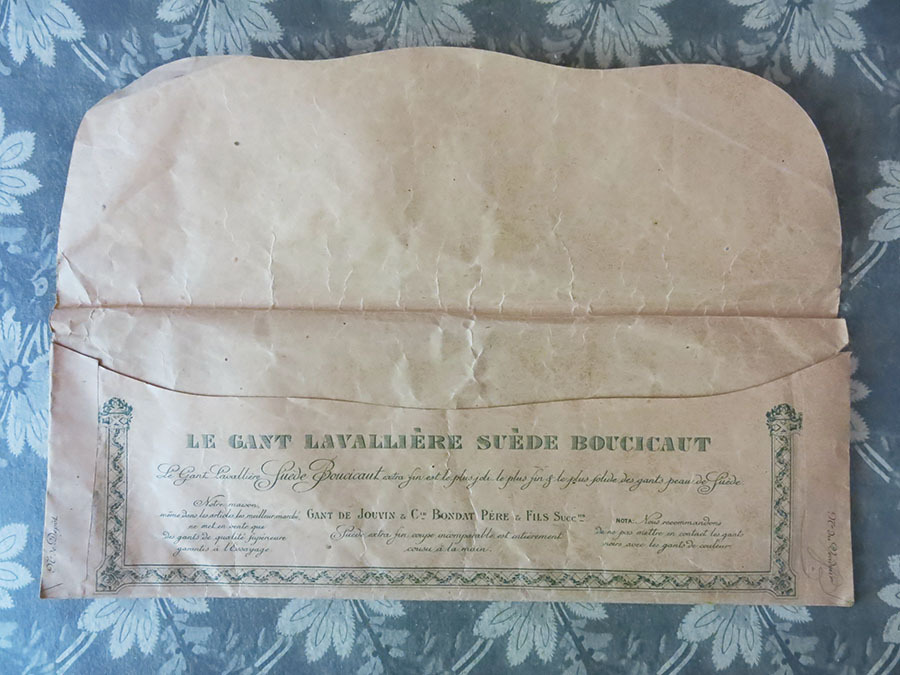 LE GANT LAVALLIÈRE SUÈDE BOUCICAUT
Le Gant Lavallière Suède Boucicaut extra fin est le plus joli, le plus fin & le plus solide des gants peau de Suède.
Notre maison,
même dans les articles les meilleur marché,
ne met en vente que
des gants de qualité supérieure
garantis à l'Essayage.
GANT DE JOUVIN & Cie BONDAT PÈRE & FILS SUCCrs
Suède extra fin, coupe incomparable est entièrement
cousu à la main.
NOTA. Nous recommandons
de ne pas mettre en contact les gants
noirs avec les gants de couleur.